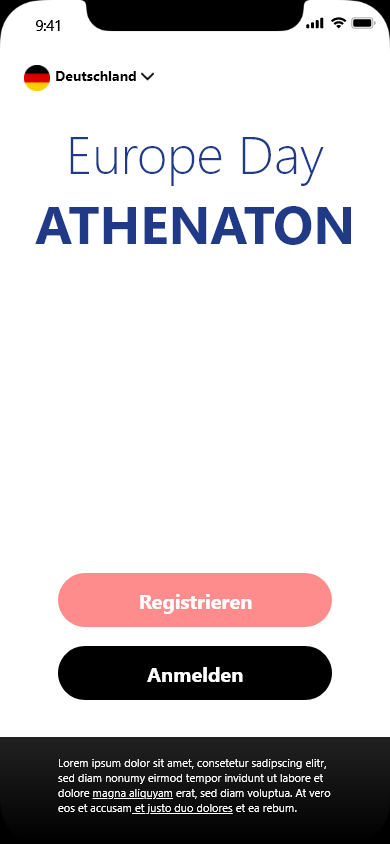 9:41
Deutschland
Europe Day
ATHENATON
Registrieren
Anmelden
Lorem ipsum dolor sit amet, consetetur sadipscing elitr,
sed diam nonumy eirmod tempor invidunt ut labore et
dolore magna aliquyam erat, sed diam voluptua. At vero
eos et accusam et justo duo dolores et ea rebum.